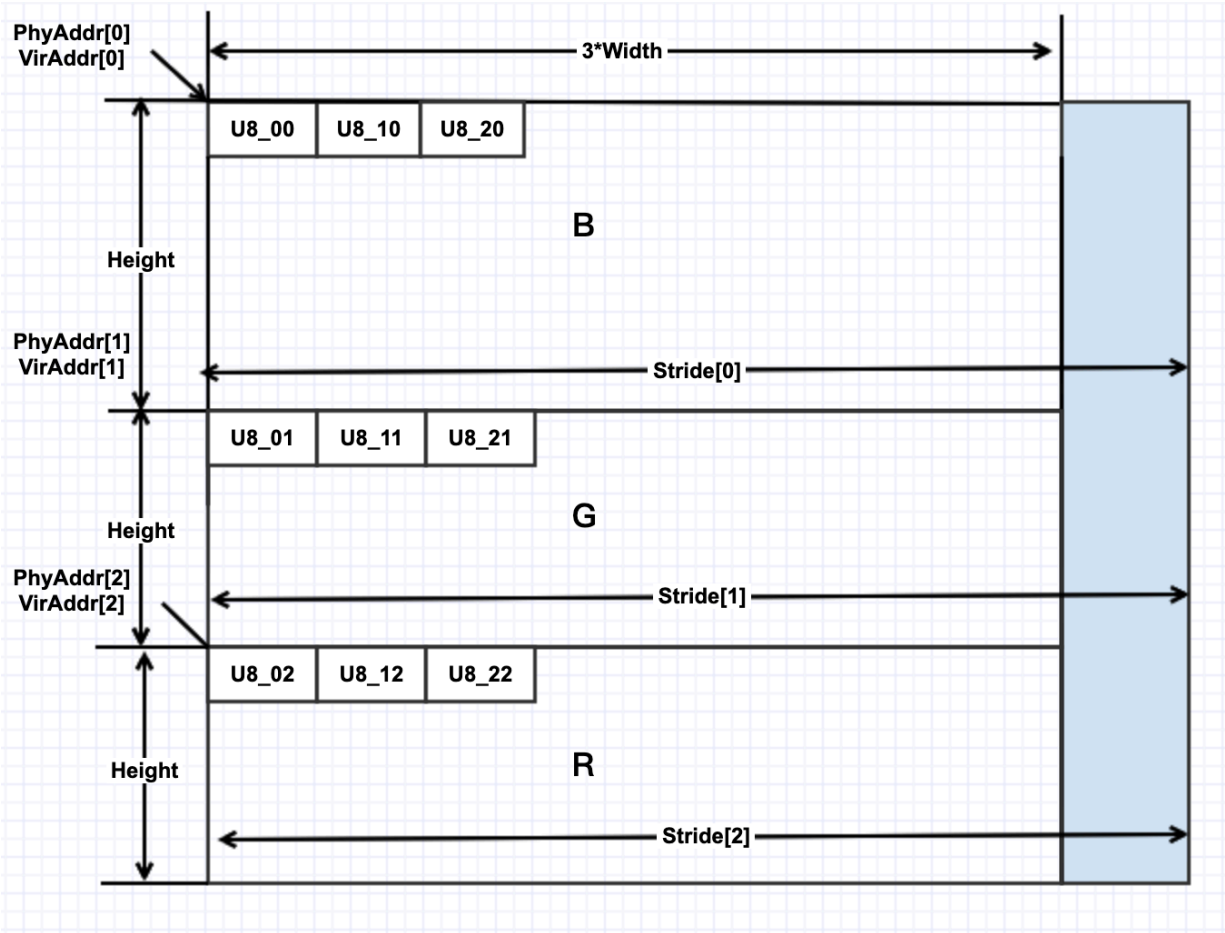 PhyAddr[0]
VirAddr[0]
3*Width
U8_00 U8_10 U8_20
B
Height
PhyAddr[1]
VirAddr[1]
Stride[0]
U8_01 U8_11 U8_21
G
Height
PhyAddr[2]
VirAddr[2]
Stride[1]
U8_02 U8_12 U8_22
R
Height
Stride[2]